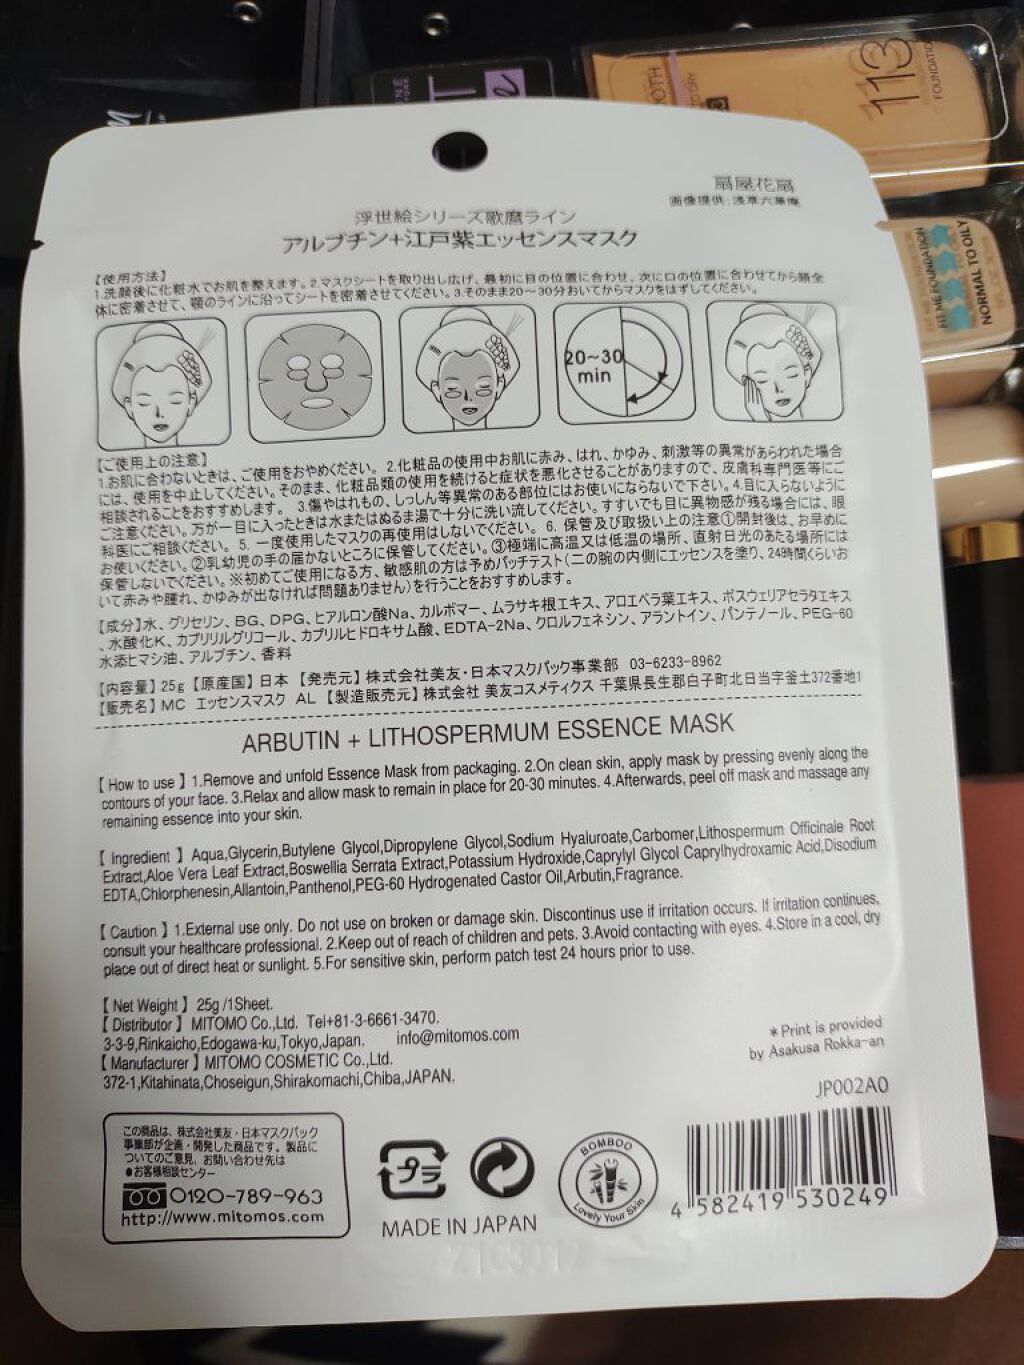 113
FOUNDATION
FIT ME FOUNDATION
NORMAL TO OILY
扇屋花扇
画像提供:浅草六華庵
浮世絵シリーズ歌麿ライン
アルブチン+江戸紫エッセンスマスク
【使用方法】
1.洗顔後に化粧水でお肌を整えます。2.マスクシートを取り出し広げ、最初に目の位置に合わせ、次に口の位置に合わせてから顔全
体に密着させて、顎のラインに沿ってシートを密着させてください。3.そのまま20～30分おいてからマスクをはずしてください。
20~30
min
【ご使用上の注意】
1.お肌に合わないときは、ご使用をおやめください。2.化粧品の使用中お肌に赤み、はれ、かゆみ、刺激等の異常があらわれた場合
には、使用を中止してください。そのまま、化粧品類の使用を続けると症状を悪化させることがありますので、皮膚科専門医等にご
相談されることをおすすめします。 3.傷やはれもの、しっしん等異常のある部位にはお使いにならないで下さい。4.目に入らないように
ご注意ください。万が一目に入ったときは水またはぬるま湯で十分に洗い流してください。すすいでも目に異物感が残る場合には、眼
科医にご相談ください。 5. 一度使用したマスクの再使用はしないでください。 6. 保管及び取扱い上の注意①開封後は、お早めに
お使いください。②乳幼児の手の届かないところに保管してください。③極端に高温又は低温の場所、直射日光のあたる場所には
保管しないでください。※初めてご使用になる方、敏感肌の方は予めパッチテスト(二の腕の内側にエッセンスを塗り、24時間くらいお
いて赤みや腫れ、かゆみが出なければ問題ありません)を行うことをおすすめします。
【成分】水、グリセリン、BG、DPG、ヒアルロン酸Na、カルボマー、ムラサキ根エキス、アロエベラ葉エキス、ボスウェリアセラタエキス
、水酸化K、カプリリルグリコール、カプリルヒドロキサム酸、EDTA-2Na、クロルフェネシン、アラントイン、パンテノール、PEG-60
水添ヒマシ油、アルブチン、香料
【内容量】25g【原産国】日本 【発売元】株式会社美友・日本マスクパック事業部 03-6233-8962
【販売名】MC エッセンスマスク AL 【製造販売元】株式会社 美友コスメティクス 千葉県長生郡白子町北日当字釜土372番地1
ARBUTIN + LITHOSPERMUM ESSENCE MASK
【 How to use 】1.Remove and unfold Essence Mask from packaging. 2.On clean skin, apply mask by pressing evenly along the
contours of your face. 3.Relax and allow mask to remain in place for 20-30 minutes. 4.Afterwards, peel off mask and massage any
remaining essence into your skin.
【 Ingredient 】 Aqua,Glycerin,Butylene Glycol,Dipropylene Glycol,Sodium Hyaluroate,Carbomer,Lithospermum Officinale Root
Extract,Aloe Vera Leaf Extract,Boswellia Serrata Extract,Potassium Hydroxide,Caprylyl Glycol Caprylhydroxamic Acid,Disodium
EDTA,Chlorphenesin,Allantoin,Panthenol,PEG-60 Hydrogenated Castor Oil,Arbutin,Fragrance.
【 Caution 】1.External use only. Do not use on broken or damage skin. Discontinus use if irritation occurs. If irritation continues,
consult your healthcare professional. 2.Keep out of reach of children and pets. 3.Avoid contacting with eyes. 4.Store in a cool, dry
place out of direct heat or sunlight. 5.For sensitive skin, perform patch test 24 hours prior to use.
【 Net Weight 】 25g /1Sheet.
【 Distributor 】 MITOMO Co.,Ltd. Tel+81-3-6661-3470.
3-3-9,Rinkaicho,Edogawa-ku,Tokyo,Japan. info@mitomos.com
【 Manufacturer 】MITOMO COSMETIC Co.,Ltd.
372-1,Kitahinata,Choseigun,Shirakomachi,Chiba,JAPAN.
*Print is provided
by Asakusa Rokka-an
JP002A0
この商品は、株式会社美友・日本マスクパック
事業部が企画・開発した商品です。製品に
ついてのご意見、お問い合わせ先は
●お客様相談センター
0120-789-963
http://www.mitomos.com
プラ
MADE IN JAPAN
BOMBOO
Lovely Your Skin
4 582419 530249